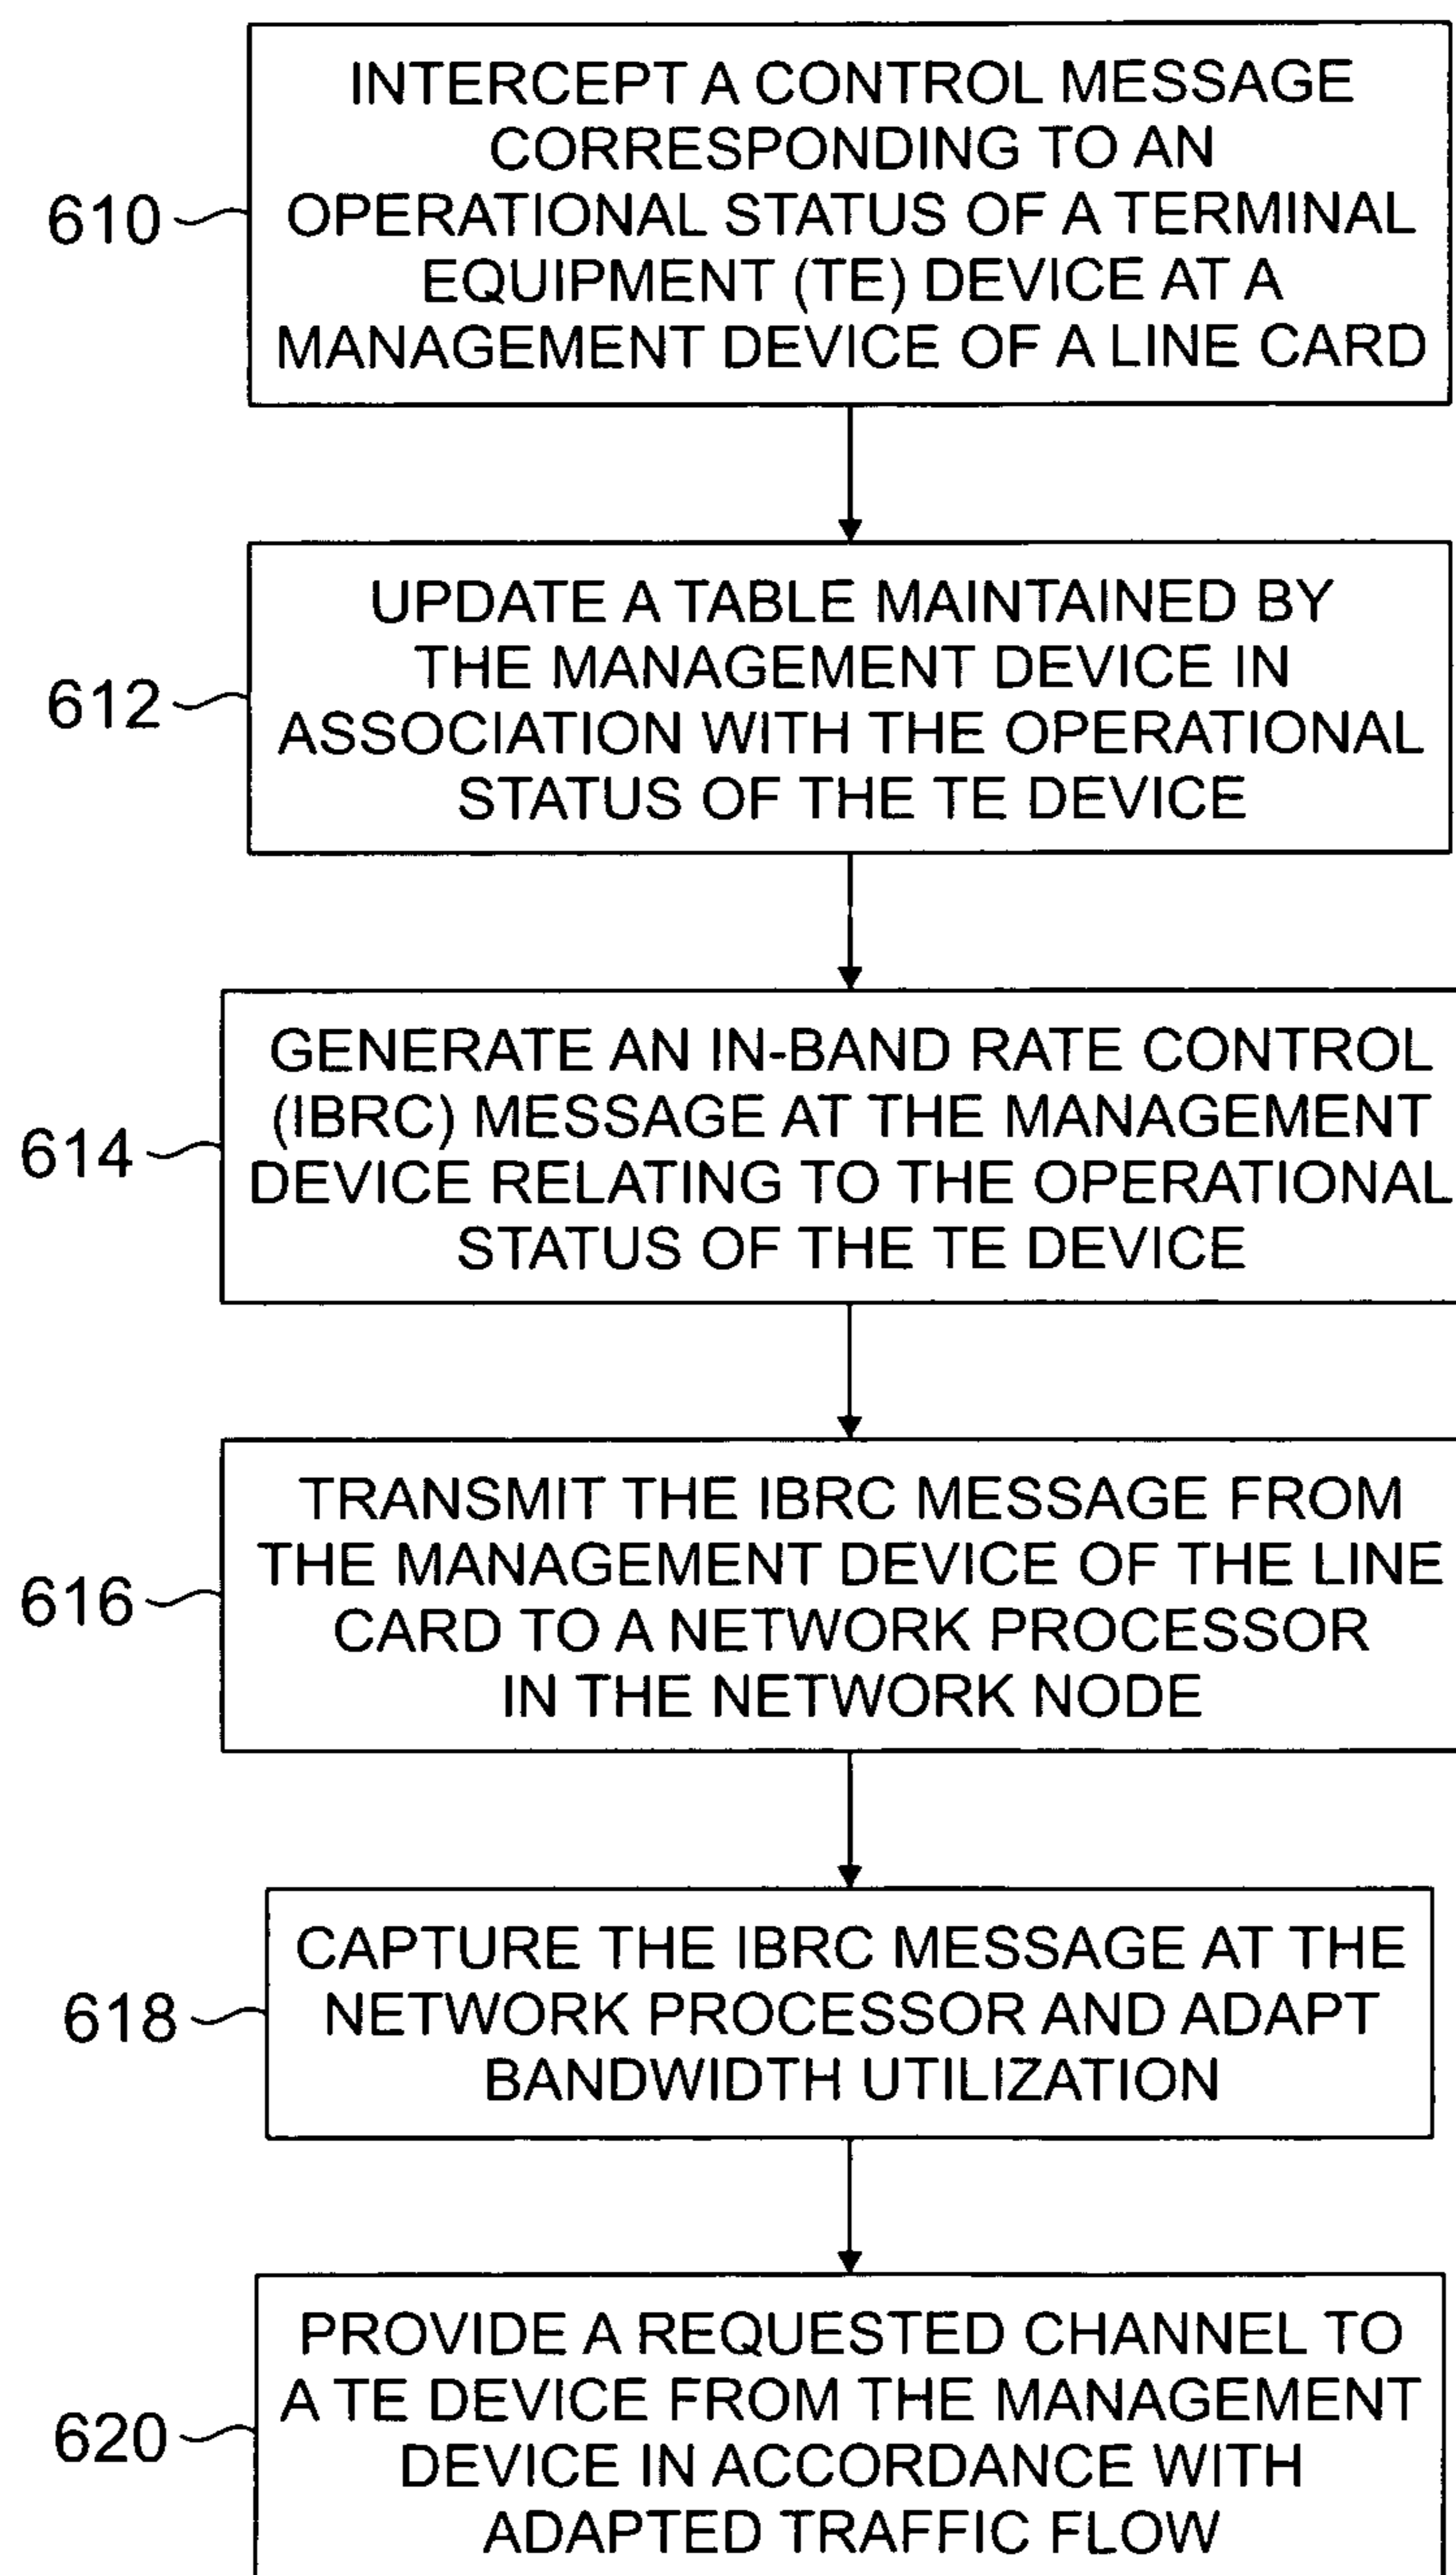 INTERCEPT A CONTROL MESSAGE
CORRESPONDING TO AN
OPERATIONAL STATUS OF A TERMINAL
EQUIPMENT (TE) DEVICE AT A
MANAGEMENT DEVICE OF A LINE CARD
610
UPDATE A TABLE MAINTAINED BY
THE MANAGEMENT DEVICE IN
ASSOCIATION WITH THE OPERATIONAL
STATUS OF THE TE DEVICE
612
GENERATE AN IN-BAND RATE CONTROL
(IBRC) MESSAGE AT THE MANAGEMENT
DEVICE RELATING TO THE OPERATIONAL
STATUS OF THE TE DEVICE
614
TRANSMIT THE IBRC MESSAGE FROM
THE MANAGEMENT DEVICE OF THE LINE
CARD TO A NETWORK PROCESSOR
IN THE NETWORK NODE
616
CAPTURE THE IBRC MESSAGE AT THE
NETWORK PROCESSOR AND ADAPT
BANDWIDTH UTILIZATION
618
PROVIDE A REQUESTED CHANNEL TO
A TE DEVICE FROM THE MANAGEMENT
DEVICE IN ACCORDANCE WITH
ADAPTED TRAFFIC FLOW
620